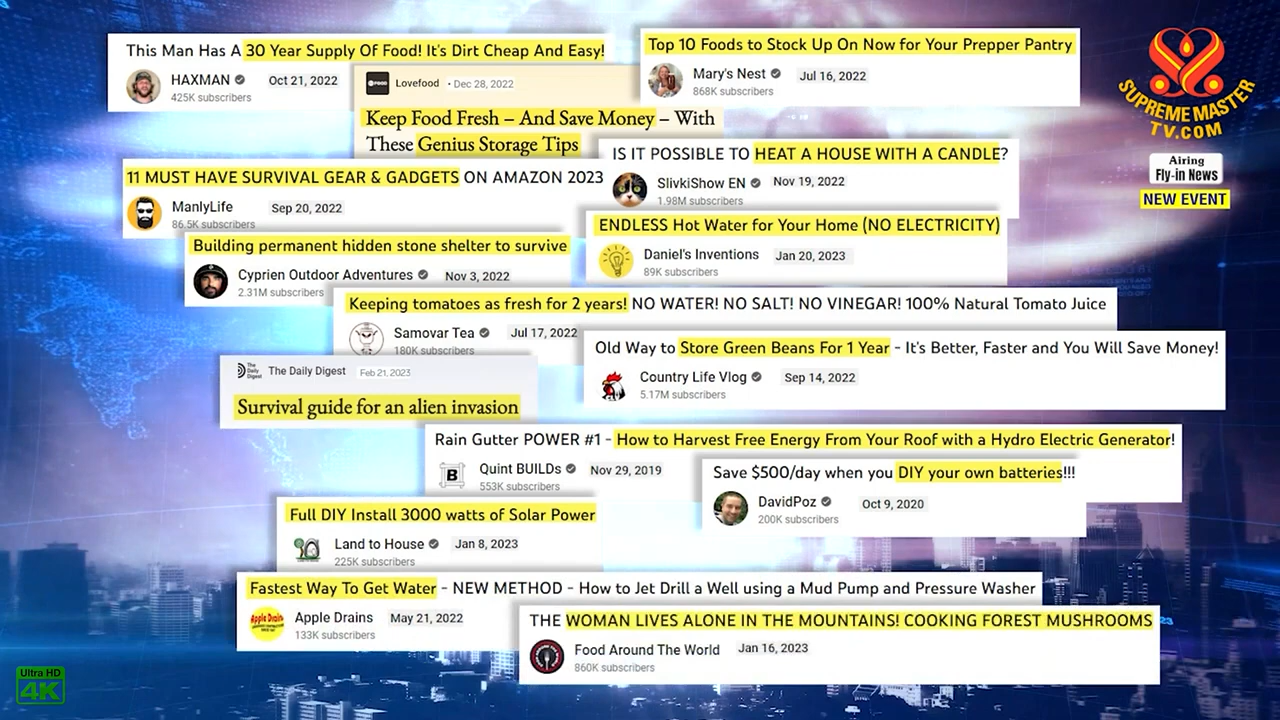 This Man Has A 30 Year Supply Of Food! It's Dirt Cheap And Easy!
HAXMAN Oct 21, 2022
425K subscribers
Top 10 Foods to Stock Up On Now for Your Prepper Pantry
Mary's Nest Jul 16, 2022
868K subscribers
SUPREME MASTER
TV.COM
Airing
Fly-in News
NEW EVENT
FOOD Lovefood • Dec 28, 2022
Keep Food Fresh – And Save Money – With
These Genius Storage Tips
IS IT POSSIBLE TO HEAT A HOUSE WITH A CANDLE?
SlivkiShow EN Nov 19, 2022
1.98M subscribers
11 MUST HAVE SURVIVAL GEAR & GADGETS ON AMAZON 2023
ManlyLife Sep 20, 2022
86.5K subscribers
ENDLESS Hot Water for Your Home (NO ELECTRICITY)
Daniel's Inventions Jan 20, 2023
89K subscribers
Building permanent hidden stone shelter to survive
Cyprien Outdoor Adventures Nov 3, 2022
2.31M subscribers
Keeping tomatoes as fresh for 2 years! NO WATER! NO SALT! NO VINEGAR! 100% Natural Tomato Juice
Samovar Tea Jul 17, 2022
180K subscribers
Old Way to Store Green Beans For 1 Year - It's Better, Faster and You Will Save Money!
Country Life Vlog Sep 14, 2022
5.17M subscribers
The Daily Digest The Daily Digest Feb 21, 2023
Survival guide for an alien invasion
Rain Gutter POWER #1 - How to Harvest Free Energy From Your Roof with a Hydro Electric Generator!
B Quint BUILDs Nov 29, 2019
553K subscribers
Save $500/day when you DIY your own batteries!!!
DavidPoz Oct 9, 2020
200K subscribers
Full DIY Install 3000 watts of Solar Power
Land to House Jan 8, 2023
225K subscribers
Fastest Way To Get Water - NEW METHOD - How to Jet Drill a Well using a Mud Pump and Pressure Washer
Apple Drains Apple Drains May 21, 2022
133K subscribers
THE WOMAN LIVES ALONE IN THE MOUNTAINS! COOKING FOREST MUSHROOMS
23
Food Around The World Jan 16, 2023
860K subscribers
Ultra HD
4K